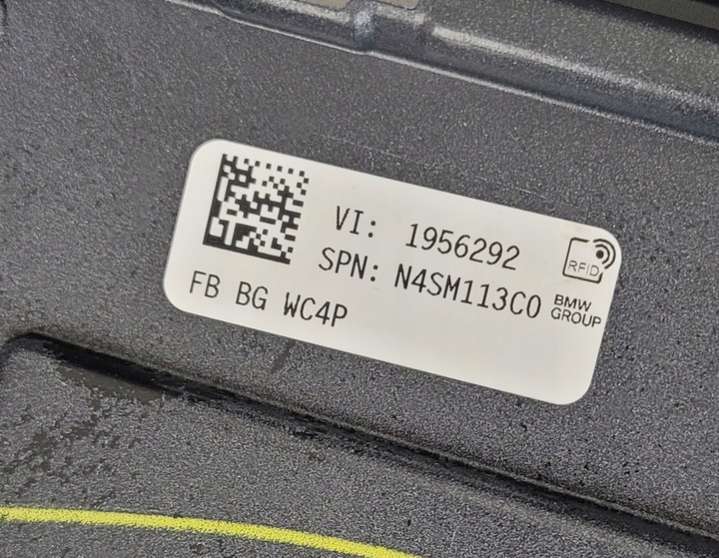 VI: 1956292
SPN: N4SM113C0
FB BG WC4P
RFID
BMW
GROUP